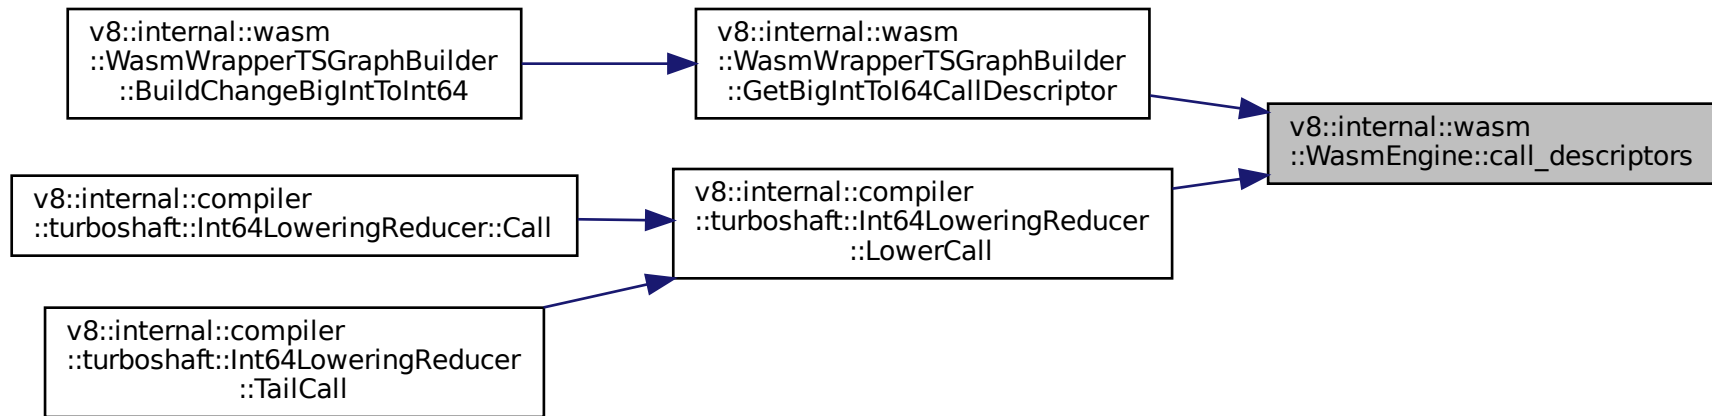 v8::internal::wasm
::WasmWrapperTSGraphBuilder
::BuildChangeBigIntToInt64
v8::internal::wasm
::WasmWrapperTSGraphBuilder
::GetBigIntToI64CallDescriptor
v8::internal::wasm
::WasmEngine::call_descriptors
v8::internal::compiler
::turboshaft::Int64LoweringReducer::Call
v8::internal::compiler
::turboshaft::Int64LoweringReducer
::LowerCall
v8::internal::compiler
::turboshaft::Int64LoweringReducer
::TailCall